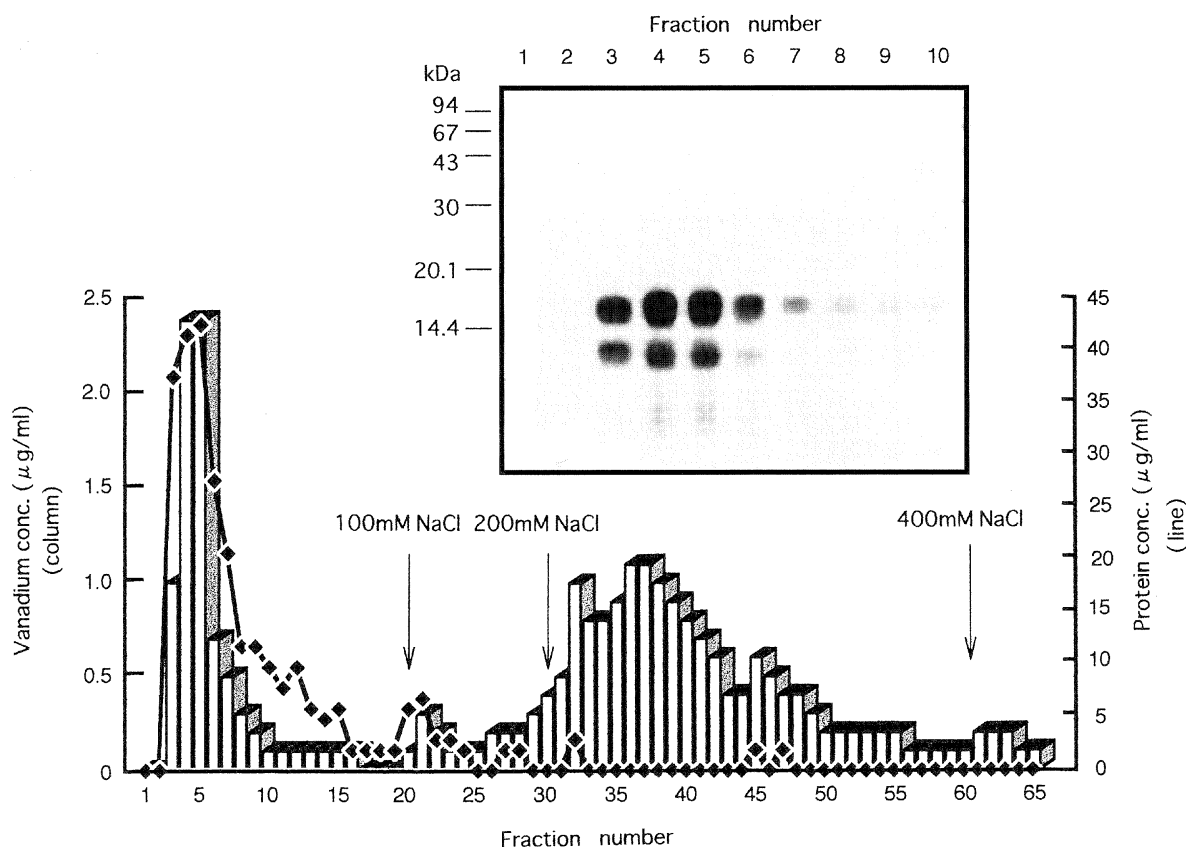 Fraction number
1 2 3 4 5 6 7 8 9 10
kDa
94
67
43
30
20.1
14.4
2.5
2.0
1.5
1.0
0.5
0
Vanadium conc. (μg/ml)
(column)
45
40
35
30
25
20
15
10
5
0
Protein conc. (μg/ml)
(line)
100mM NaCl 200mM NaCl 400mM NaCl
1 5 10 15 20 25 30 35 40 45 50 55 60 65
Fraction number